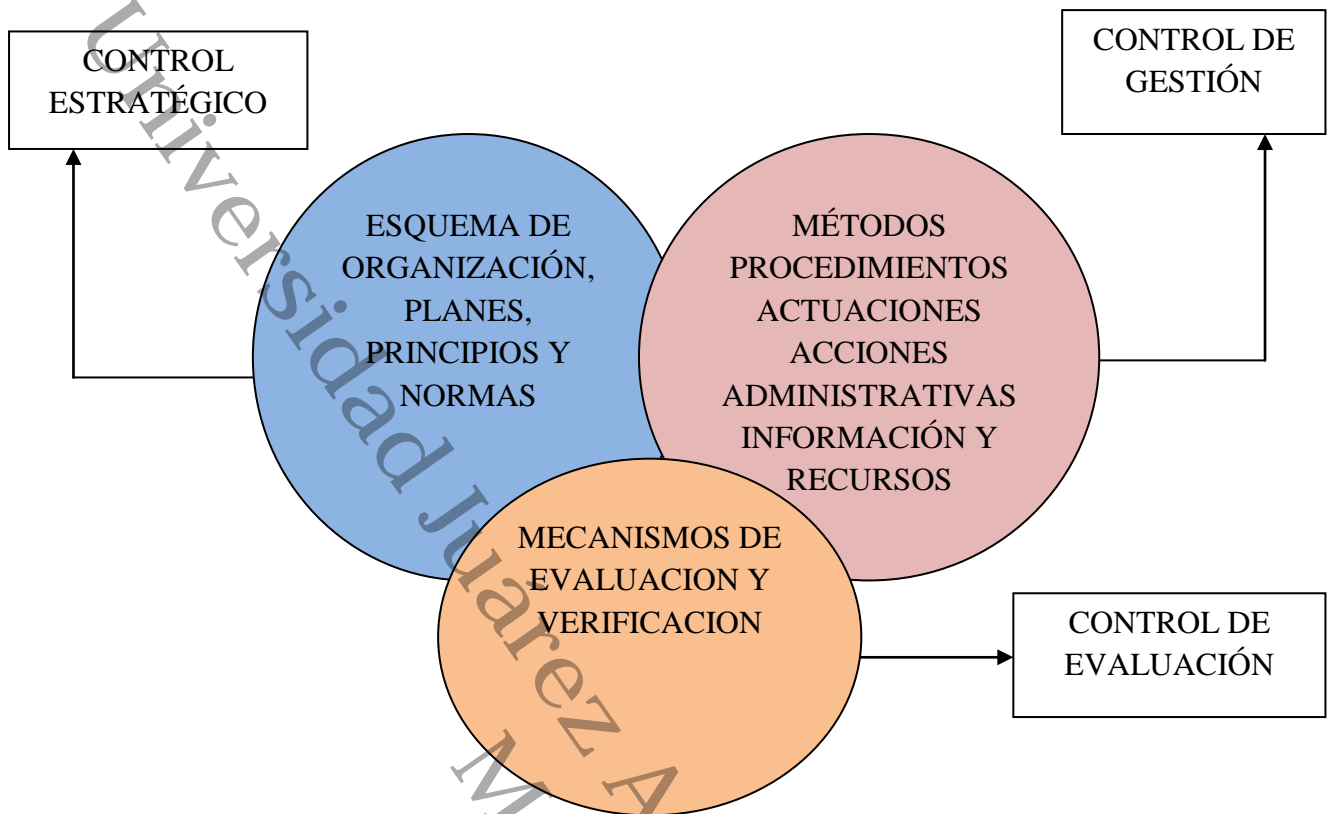 CONTROL
ESTRATÉGICO
CONTROL DE
GESTIÓN
ESQUEMA DE
ORGANIZACIÓN,
PLANES,
PRINCIPIOS Y
NORMAS
MÉTODOS
PROCEDIMIENTOS
ACTUACIONES
ACCIONES
ADMINISTRATIVAS
INFORMACIÓN Y
RECURSOS
MECANISMOS DE
EVALUACION Y
VERIFICACION
CONTROL DE
EVALUACIÓN
Universidad Juárez A
M